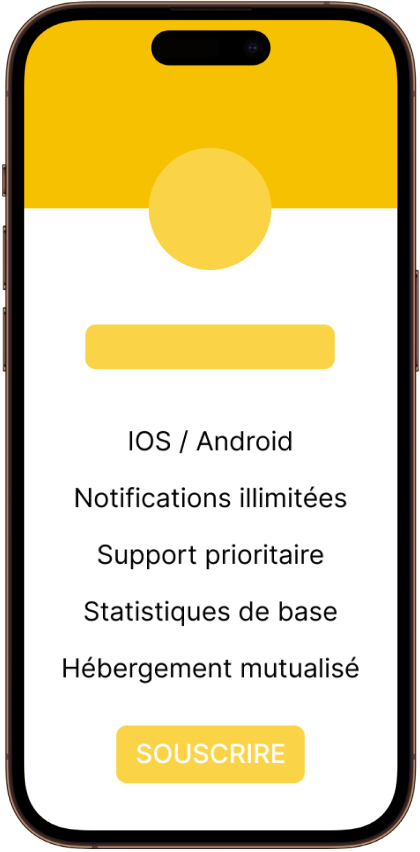 IOS / Android
Notifications illimitées
Support prioritaire
Statistiques de base
Hébergement mutualisé
SOUSCRIRE